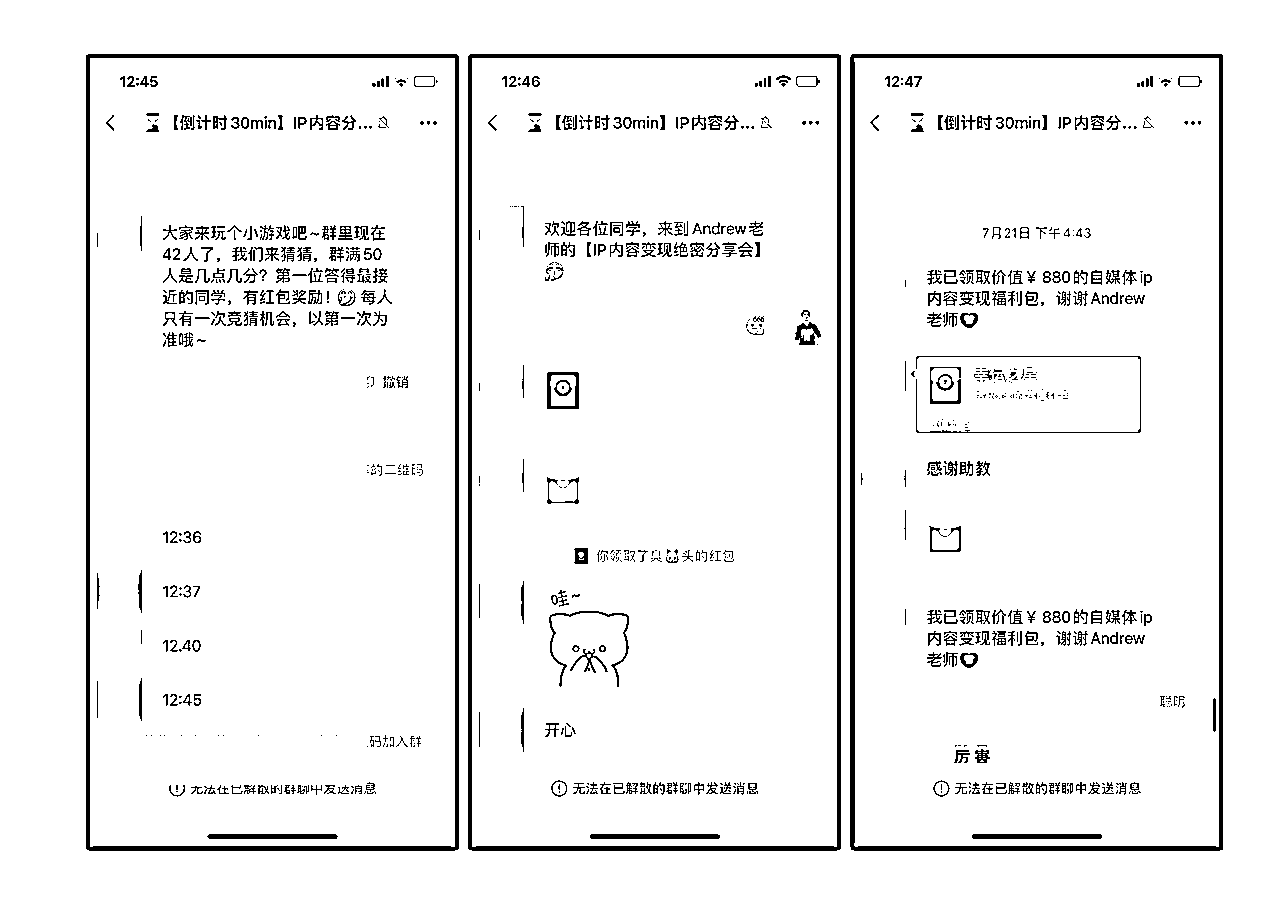 12:45
【倒计时30min】IP内容分...
大家来玩个小游戏吧~群里现在
42人了，我们来猜猜，群满50
人是几点几分？第一位答得最接
近的同学，有红包奖励！每人
只有一次竞猜机会，以第一次为
准哦~
撤销
的二维码
12:36
12:37
12.40
12:45
码加入群
无法在已解散的群聊中发送消息
12:46
【倒计时30min】IP内容分...
欢迎各位同学，来到Andrew老
师的【IP内容变现绝密分享会】
666
你领取了 头的红包
哇~
开心
无法在已解散的群聊中发送消息
12:47
【倒计时30min】IP内容分...
7月21日 下午4:43
我已领取价值￥880的自媒体ip
内容变现福利包，谢谢Andrew
老师
感谢助教
我已领取价值￥880的自媒体ip
内容变现福利包，谢谢Andrew
老师
聪明
厉害
无法在已解散的群聊中发送消息